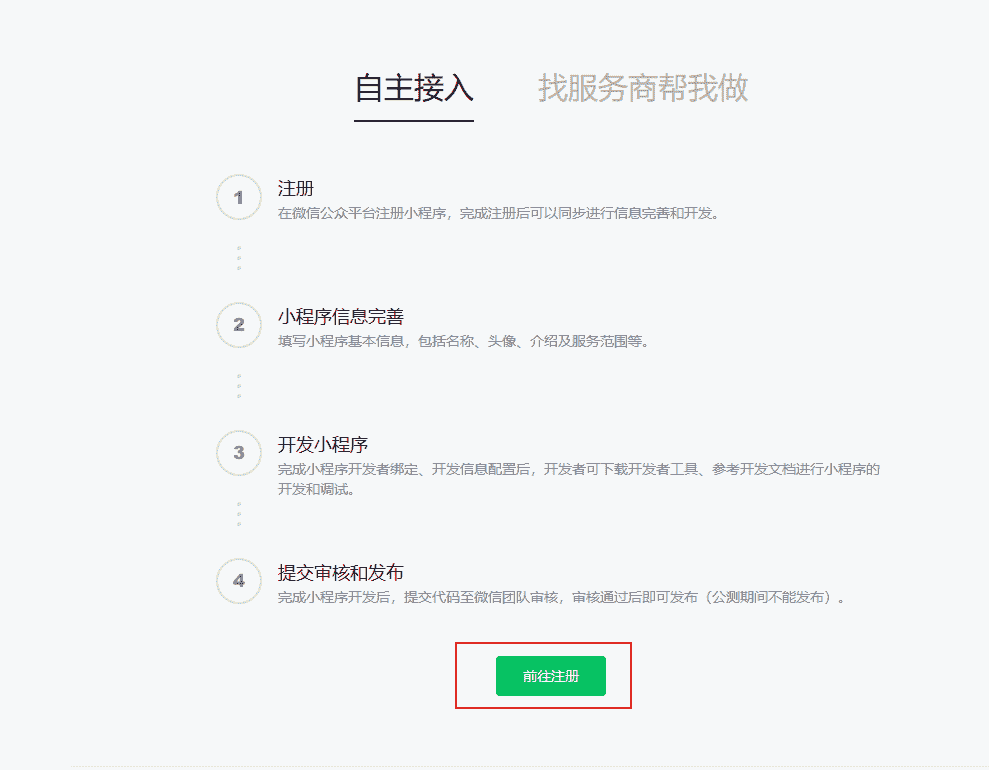 自主接入 找服务商帮我做
1 注册
在微信公众平台注册小程序，完成注册后可以同步进行信息完善和开发。
2 小程序信息完善
填写小程序基本信息，包括名称、头像、介绍及服务范围等。
3 开发小程序
完成小程序开发者绑定、开发信息配置后，开发者可下载开发者工具、参考开发文档进行小程序的
开发和调试。
4 提交审核和发布
完成小程序开发后，提交代码至微信团队审核，审核通过后即可发布（公测期间不能发布）。
前往注册